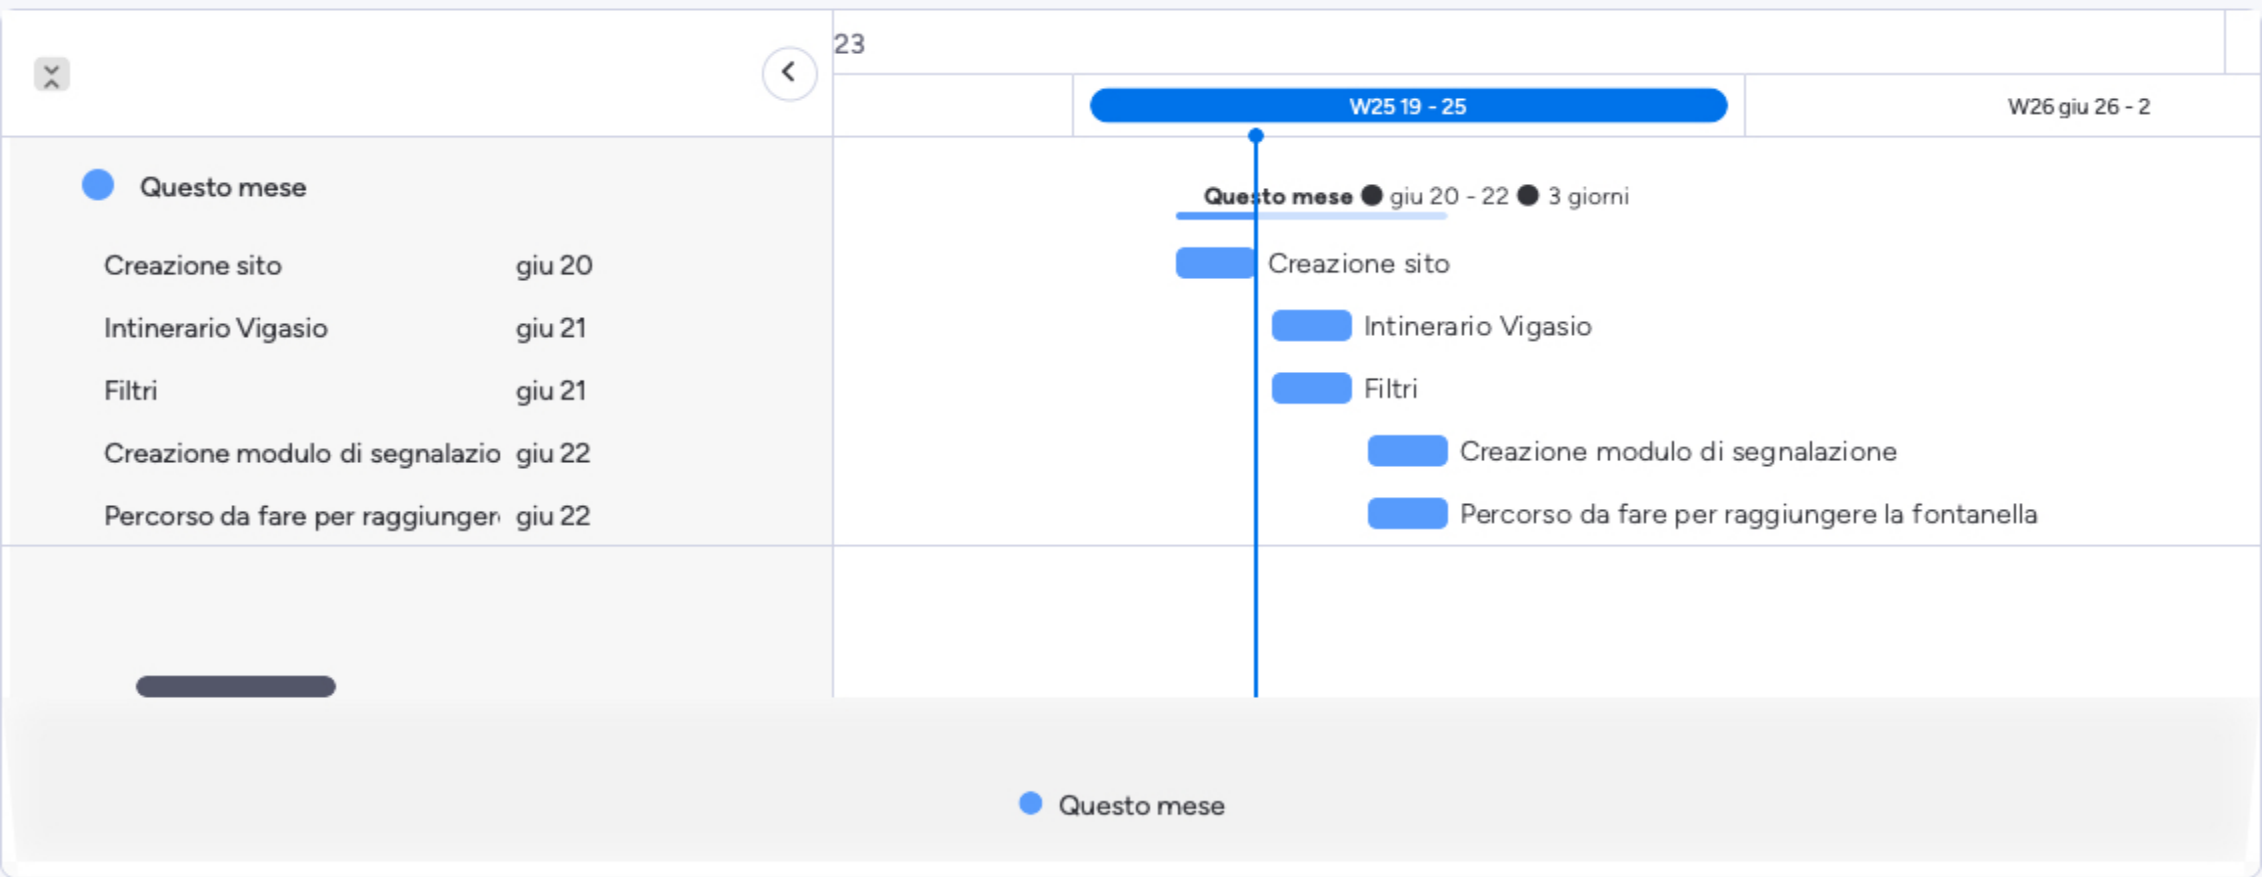 23
W25 19 - 25
W26 giu 26 - 2
Questo mese
Questo mese ● giu 20 - 22 ● 3 giorni
Creazione sito giu 20
Creazione sito
Intinerario Vigasio giu 21
Intinerario Vigasio
Filtri giu 21
Filtri
Creazione modulo di segnalazio giu 22
Creazione modulo di segnalazione
Percorso da fare per raggiunger giu 22
Percorso da fare per raggiungere la fontanella
Questo mese